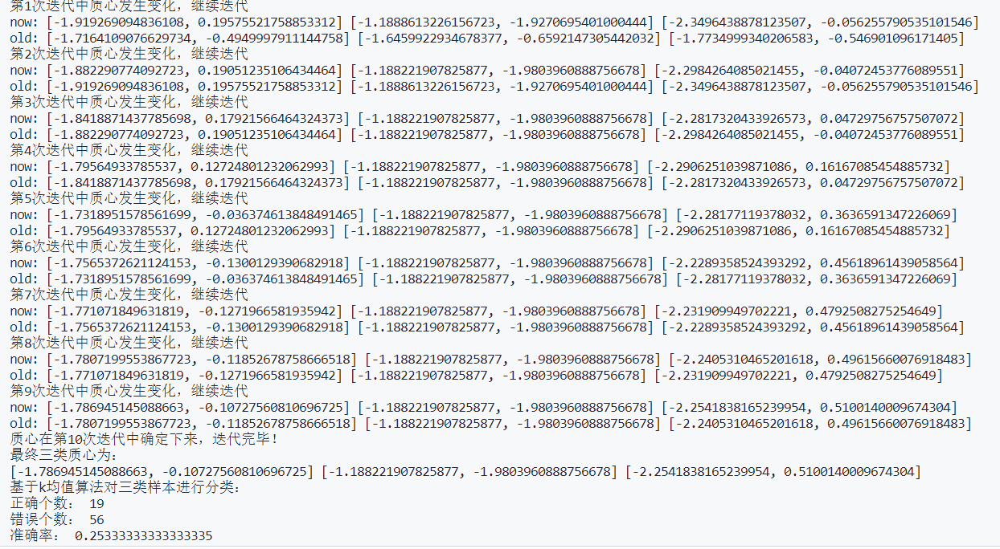 第1次迭代中质心发生变化，继续迭代
now: [-1.919269094836108, 0.19575521758853312] [-1.1888613226156723, -1.9270695401000444] [-2.3496438878123507, -0.056255790535101546]
old: [-1.7164109076629734, -0.4949997911144758] [-1.6459922934678377, -0.6592147305442032] [-1.7734999340206583, -0.546901096171405]
第2次迭代中质心发生变化，继续迭代
now: [-1.882290774092723, 0.19051235106434464] [-1.188221907825877, -1.9803960888756678] [-2.2984264085021455, -0.04072453776089551]
old: [-1.919269094836108, 0.19575521758853312] [-1.1888613226156723, -1.9270695401000444] [-2.3496438878123507, -0.056255790535101546]
第3次迭代中质心发生变化，继续迭代
now: [-1.8418871437785698, 0.17921566464324373] [-1.188221907825877, -1.9803960888756678] [-2.2817320433926573, 0.04729756757507072]
old: [-1.882290774092723, 0.19051235106434464] [-1.188221907825877, -1.9803960888756678] [-2.2984264085021455, -0.04072453776089551]
第4次迭代中质心发生变化，继续迭代
now: [-1.79564933785537, 0.12724801232062993] [-1.188221907825877, -1.9803960888756678] [-2.2906251039871086, 0.16167085454885732]
old: [-1.8418871437785698, 0.17921566464324373] [-1.188221907825877, -1.9803960888756678] [-2.2817320433926573, 0.04729756757507072]
第5次迭代中质心发生变化，继续迭代
now: [-1.7318951578561699, -0.036374613848491465] [-1.188221907825877, -1.9803960888756678] [-2.28177119378032, 0.3636591347226069]
old: [-1.79564933785537, 0.12724801232062993] [-1.188221907825877, -1.9803960888756678] [-2.2906251039871086, 0.16167085454885732]
第6次迭代中质心发生变化，继续迭代
now: [-1.7565372621124153, -0.1300129390682918] [-1.188221907825877, -1.9803960888756678] [-2.2289358524393292, 0.45618961439058564]
old: [-1.7318951578561699, -0.036374613848491465] [-1.188221907825877, -1.9803960888756678] [-2.28177119378032, 0.3636591347226069]
第7次迭代中质心发生变化，继续迭代
now: [-1.771071849631819, -0.1271966581935942] [-1.188221907825877, -1.9803960888756678] [-2.231909949702221, 0.4792508275254649]
old: [-1.7565372621124153, -0.1300129390682918] [-1.188221907825877, -1.9803960888756678] [-2.2289358524393292, 0.45618961439058564]
第8次迭代中质心发生变化，继续迭代
now: [-1.7807199553867723, -0.11852678758666518] [-1.188221907825877, -1.9803960888756678] [-2.2405310465201618, 0.49615660076918483]
old: [-1.771071849631819, -0.1271966581935942] [-1.188221907825877, -1.9803960888756678] [-2.231909949702221, 0.4792508275254649]
第9次迭代中质心发生变化，继续迭代
now: [-1.786945145088663, -0.10727560810696725] [-1.188221907825877, -1.9803960888756678] [-2.2541838165239954, 0.5100140009674304]
old: [-1.7807199553867723, -0.11852678758666518] [-1.188221907825877, -1.9803960888756678] [-2.2405310465201618, 0.49615660076918483]
质心在第10次迭代中确定下来，迭代完毕！
最终三类质心为：
[-1.786945145088663, -0.10727560810696725] [-1.188221907825877, -1.9803960888756678] [-2.2541838165239954, 0.5100140009674304]
基于k均值算法对三类样本进行分类：
正确个数： 19
错误个数： 56
准确率： 0.25333333333333335